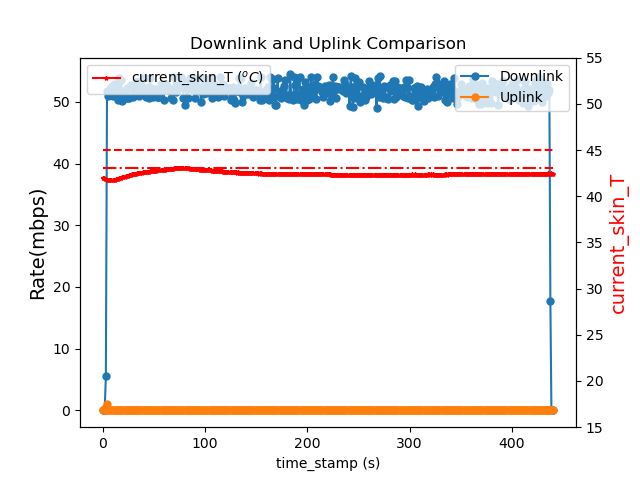 Downlink and Uplink Comparison
current_skin_T (°C)
Downlink
Uplink
Rate(mbps)
50
40
30
20
10
0
55
50
45
40
35
30
25
20
15
current_skin_T
0
100
200
300
400
time_stamp (s)